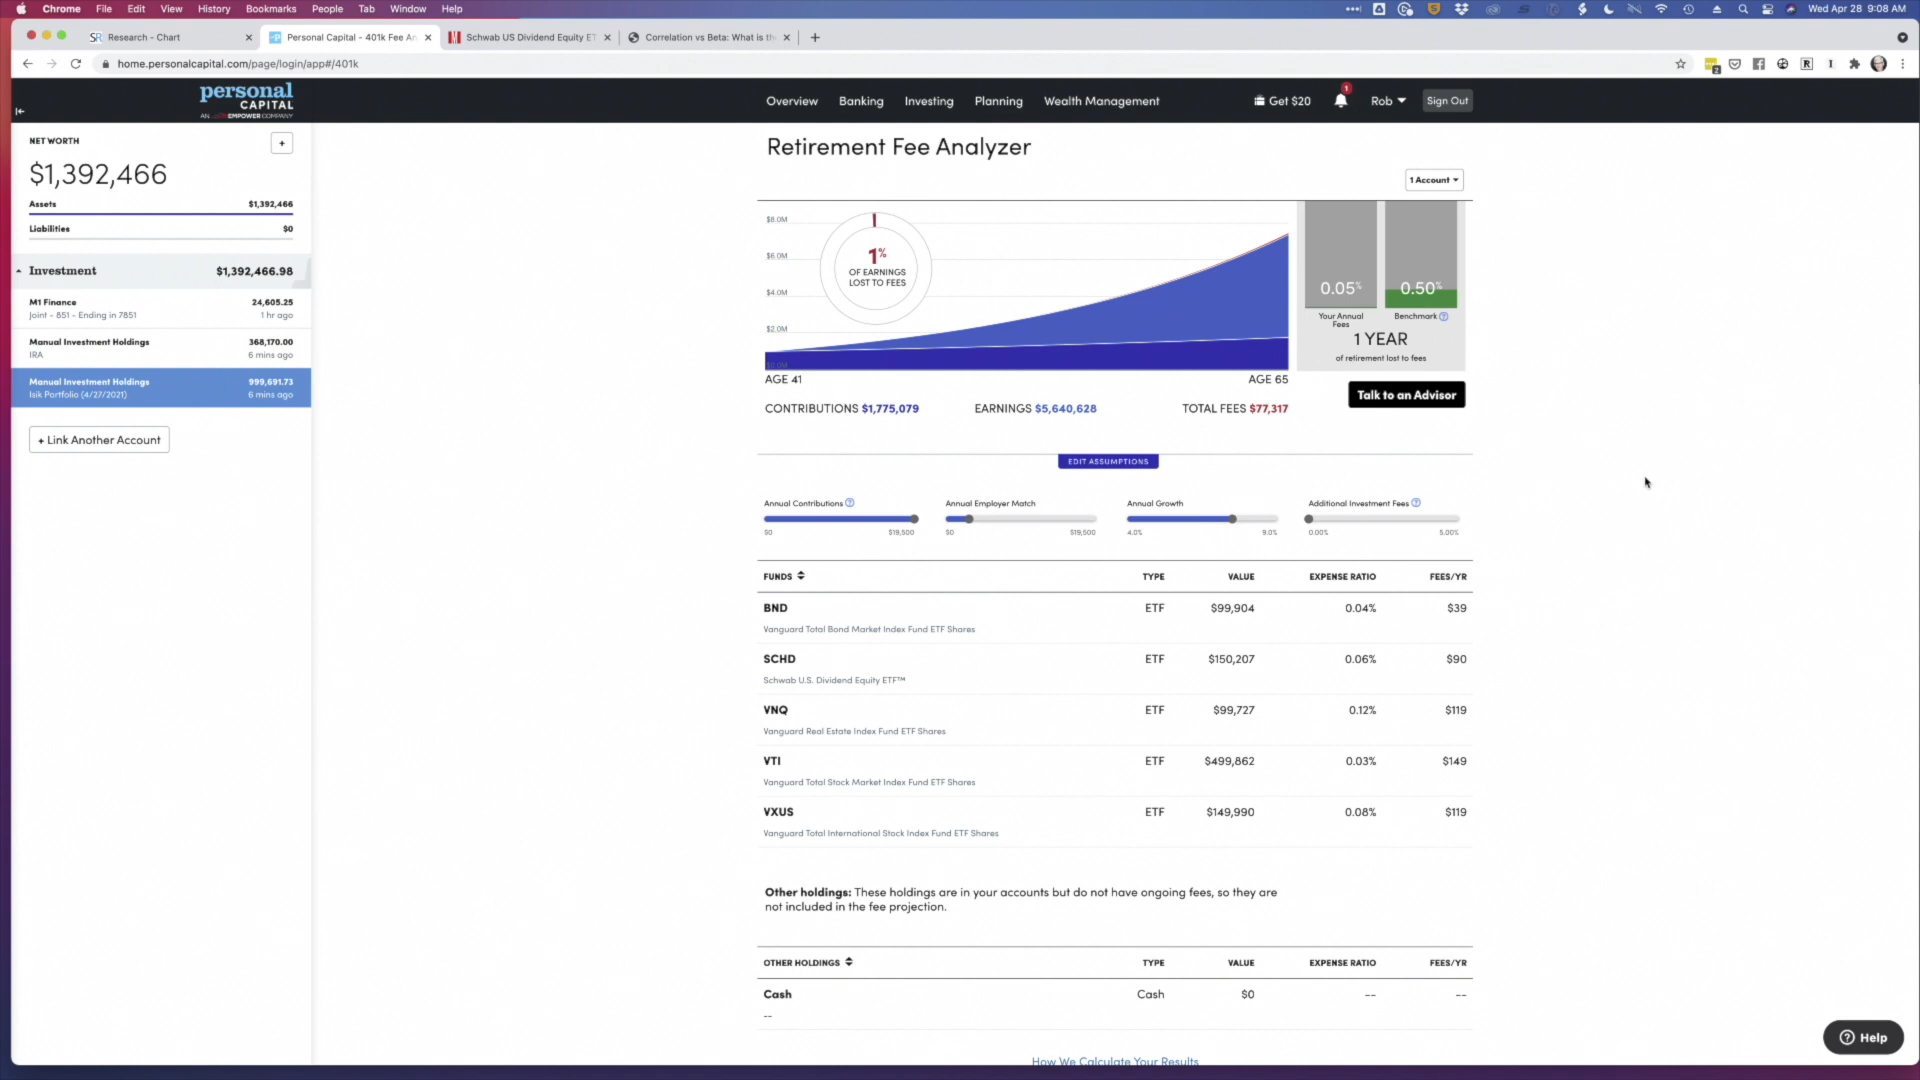 Chrome File Edit View History Bookmarks People Tab Window Help
Wed Apr 28 9:08 AM
SR Research - Chart
Personal Capital - 401k Fee An
Schwab US Dividend Equity ET
Correlation vs Beta: What is th
home.personalcapital.com/page/login/app#/401k
personal
CAPITAL
AN EMPOWER COMPANY
Overview Banking Investing Planning Wealth Management
Get $20
1
Rob
Sign Out
NET WORTH
+
$1,392,466
Assets $1,392,466
Liabilities $0
Investment $1,392,466.98
M1 Finance 24,605.25
Joint - 851 - Ending in 7851 1 hr ago
Manual Investment Holdings 368,170.00
IRA 6 mins ago
Manual Investment Holdings 999,691.73
Isik Portfolio (4/27/2021) 6 mins ago
+ Link Another Account
Retirement Fee Analyzer
1 Account
$8.0M
$6.0M
$4.0M
$2.0M
$0.0M
1%
OF EARNINGS
LOST TO FEES
AGE 41 AGE 65
0.05% 0.50%
Your Annual
Fees
Benchmark ?
1 YEAR
of retirement lost to fees
Talk to an Advisor
CONTRIBUTIONS $1,775,079 EARNINGS $5,640,628 TOTAL FEES $77,317
EDIT ASSUMPTIONS
Annual Contributions ? Annual Employer Match Annual Growth Additional Investment Fees ?
$0 $19,500 $0 $19,500 4.0% 9.0% 0.00% 5.00%
FUNDS TYPE VALUE EXPENSE RATIO FEES/YR
BND ETF $99,904 0.04% $39
Vanguard Total Bond Market Index Fund ETF Shares
SCHD ETF $150,207 0.06% $90
Schwab U.S. Dividend Equity ETF™
VNQ ETF $99,727 0.12% $119
Vanguard Real Estate Index Fund ETF Shares
VTI ETF $499,862 0.03% $149
Vanguard Total Stock Market Index Fund ETF Shares
VXUS ETF $149,990 0.08% $119
Vanguard Total International Stock Index Fund ETF Shares
Other holdings: These holdings are in your accounts but do not have ongoing fees, so they are
not included in the fee projection.
OTHER HOLDINGS TYPE VALUE EXPENSE RATIO FEES/YR
Cash Cash $0 -- --
--
How We Calculate Your Results
? Help